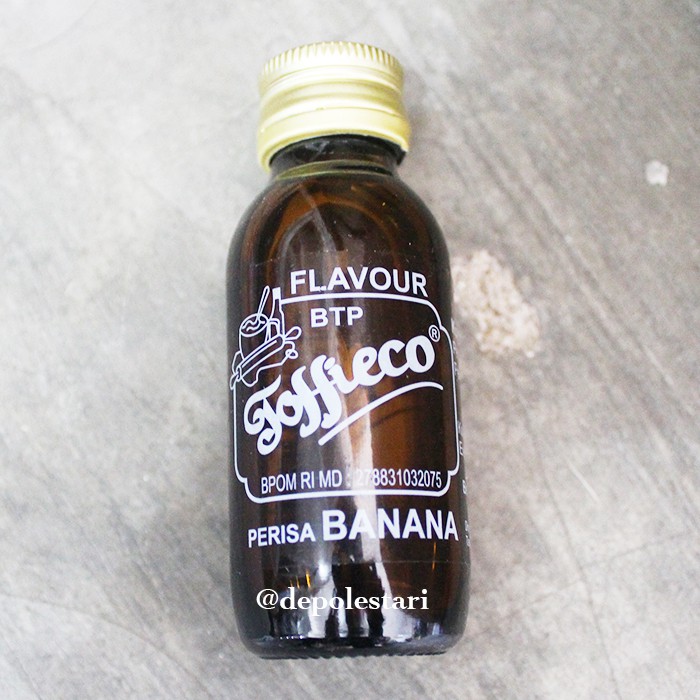 FLAVOUR
BTP
Toffieco®
BPOM RI MD : 278831032075
PERISA BANANA
@depolestari